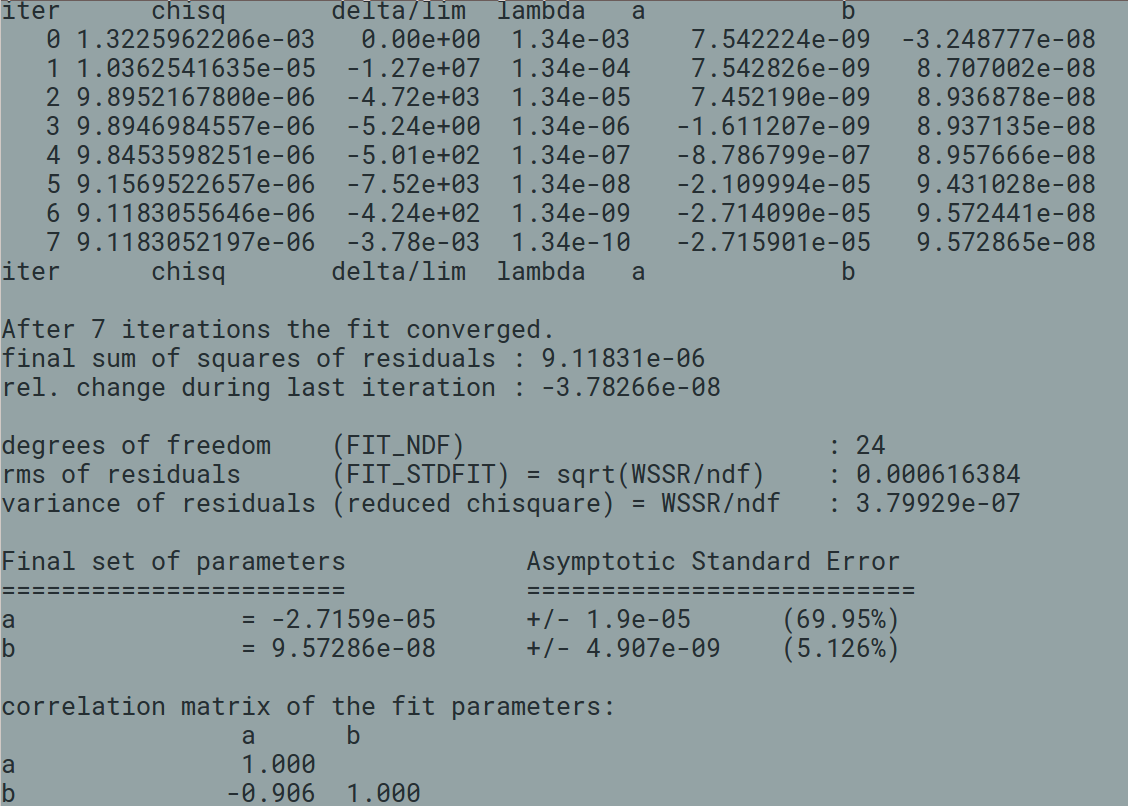 iter      chisq       delta/lim  lambda   a             b
   0 1.3225962206e-03   0.00e+00  1.34e-03    7.542224e-09  -3.248777e-08
   1 1.0362541635e-05  -1.27e+07  1.34e-04    7.542826e-09   8.707002e-08
   2 9.8952167800e-06  -4.72e+03  1.34e-05    7.452190e-09   8.936878e-08
   3 9.8946984557e-06  -5.24e+00  1.34e-06   -1.611207e-09   8.937135e-08
   4 9.8453598251e-06  -5.01e+02  1.34e-07   -8.786799e-07   8.957666e-08
   5 9.1569522657e-06  -7.52e+03  1.34e-08   -2.109994e-05   9.431028e-08
   6 9.1183055646e-06  -4.24e+02  1.34e-09   -2.714090e-05   9.572441e-08
   7 9.1183052197e-06  -3.78e-03  1.34e-10   -2.715901e-05   9.572865e-08
iter      chisq       delta/lim  lambda   a             b
After 7 iterations the fit converged.
final sum of squares of residuals : 9.11831e-06
rel. change during last iteration : -3.78266e-08
degrees of freedom    (FIT_NDF)                        : 24
rms of residuals      (FIT_STDFIT) = sqrt(WSSR/ndf)    : 0.000616384
variance of residuals (reduced chisquare) = WSSR/ndf   : 3.79929e-07
Final set of parameters            Asymptotic Standard Error
=======================            ==========================
a               = -2.7159e-05      +/- 1.9e-05      (69.95%)
b               = 9.57286e-08      +/- 4.907e-09    (5.126%)
correlation matrix of the fit parameters:
                a      b
a               1.000
b              -0.906  1.000